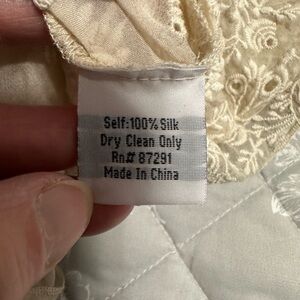 Self:100% Silk
Dry Clean Only
Rn# 87291
Made In China